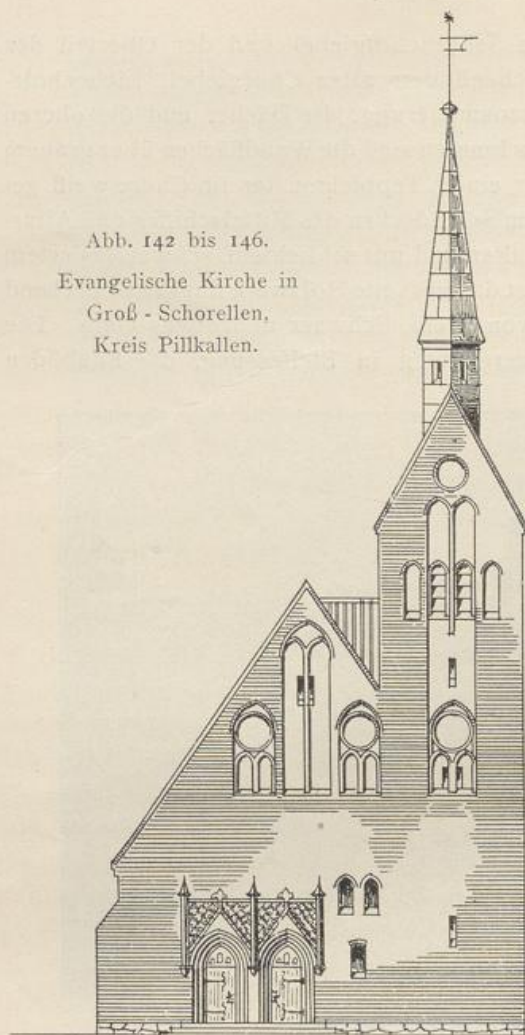 Abb. 142 bis 146.
Evangelische Kirche in
Groß - Schorellen,
Kreis Pillkallen.